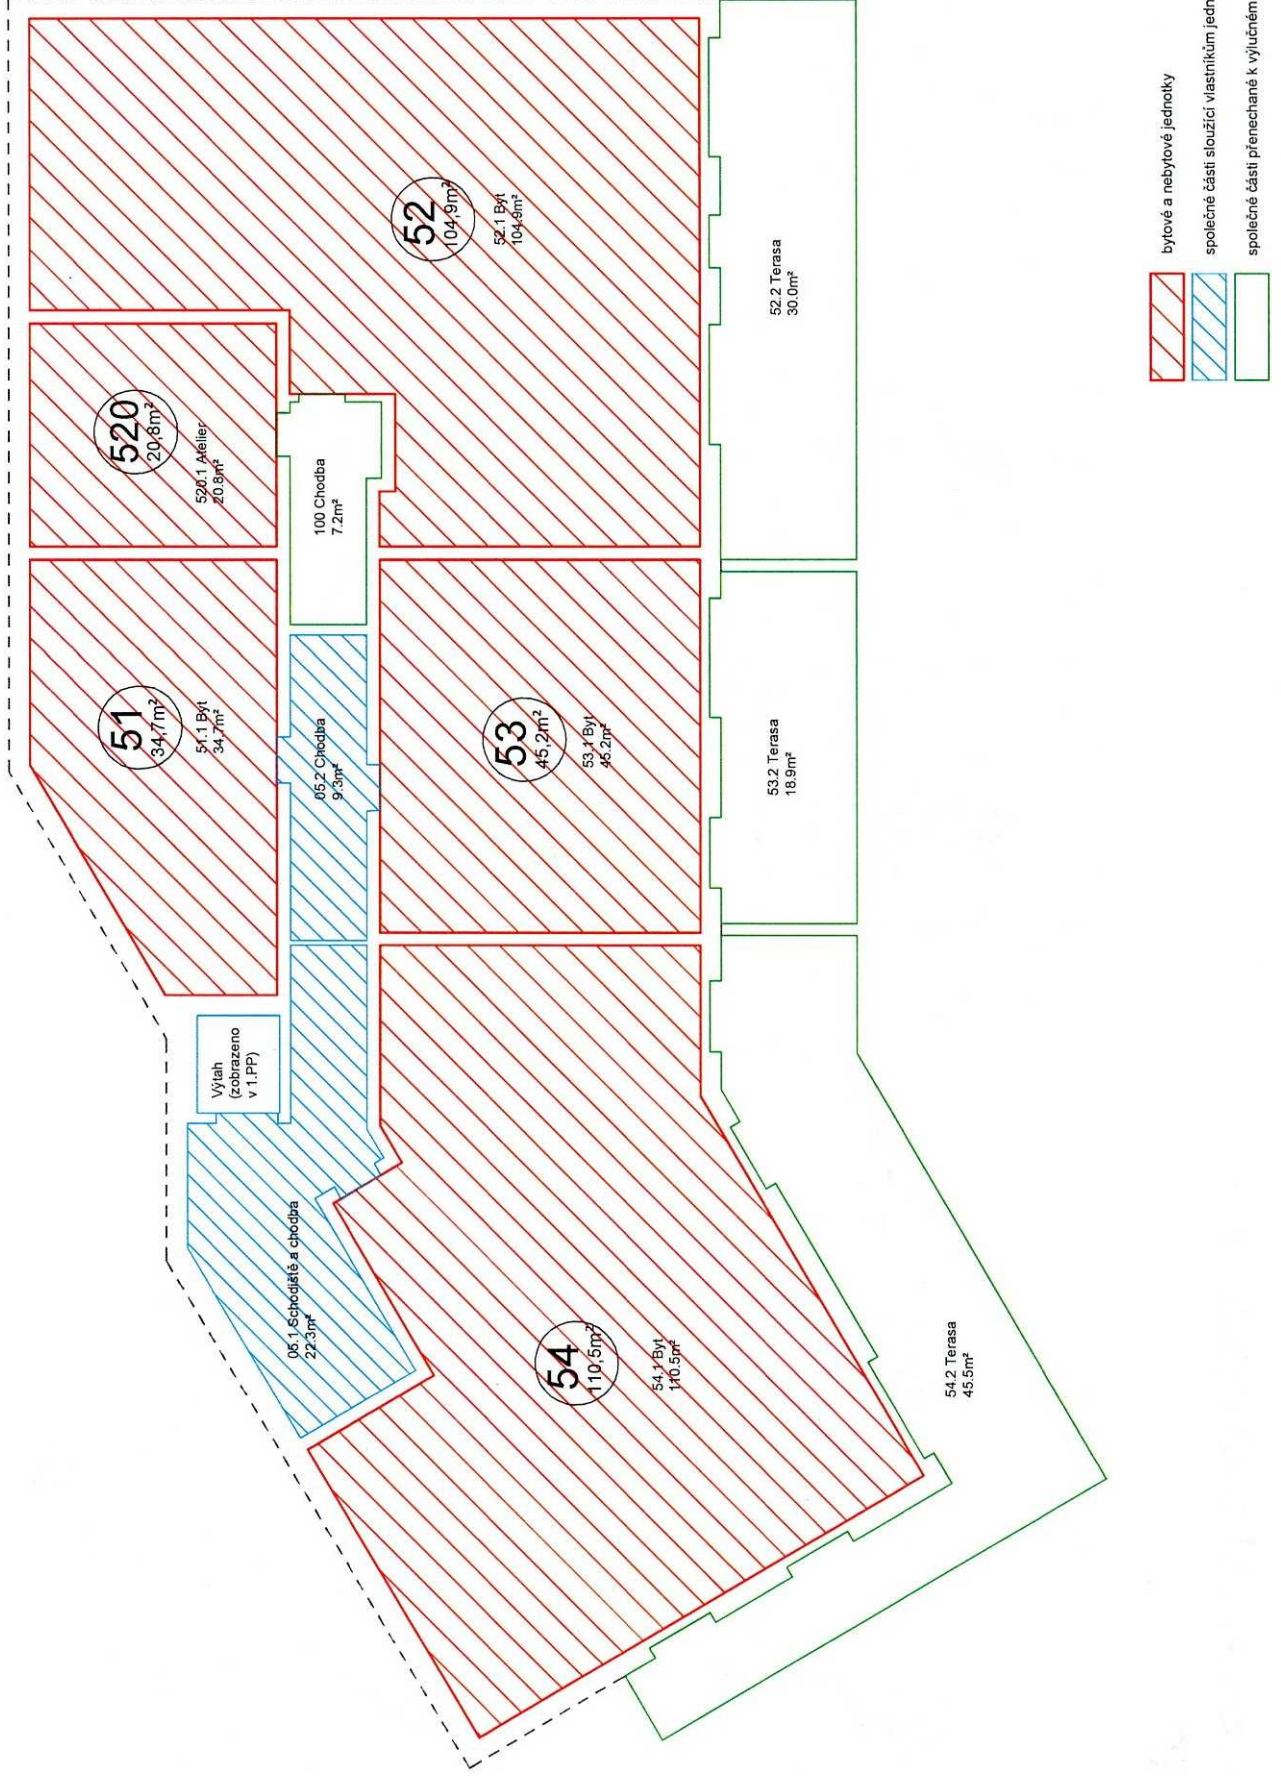 54
110,5m²
54.1 Byt
110.5m²
54.2 Terasa
45.5m²
05.1 Schodiště a chodba
22.3m²
Výtah
(zobrazeno
v 1.PP)
51
34,7m²
51.1 Byt
34,7m²
05.2 Chodba
9.3m²
53
45,2m²
53.1 Byt
45.2m²
53.2 Terasa
18.9m²
520
20,8m²
520.1 Atelier
20.8m²
100 Chodba
7.2m²
52
104,9m²
52.1 Byt
104.9m²
52.2 Terasa
30.0m²
bytové a nebytové jednotky
společné části sloužící vlastníkům jedn
společné části přenechané k výlučném